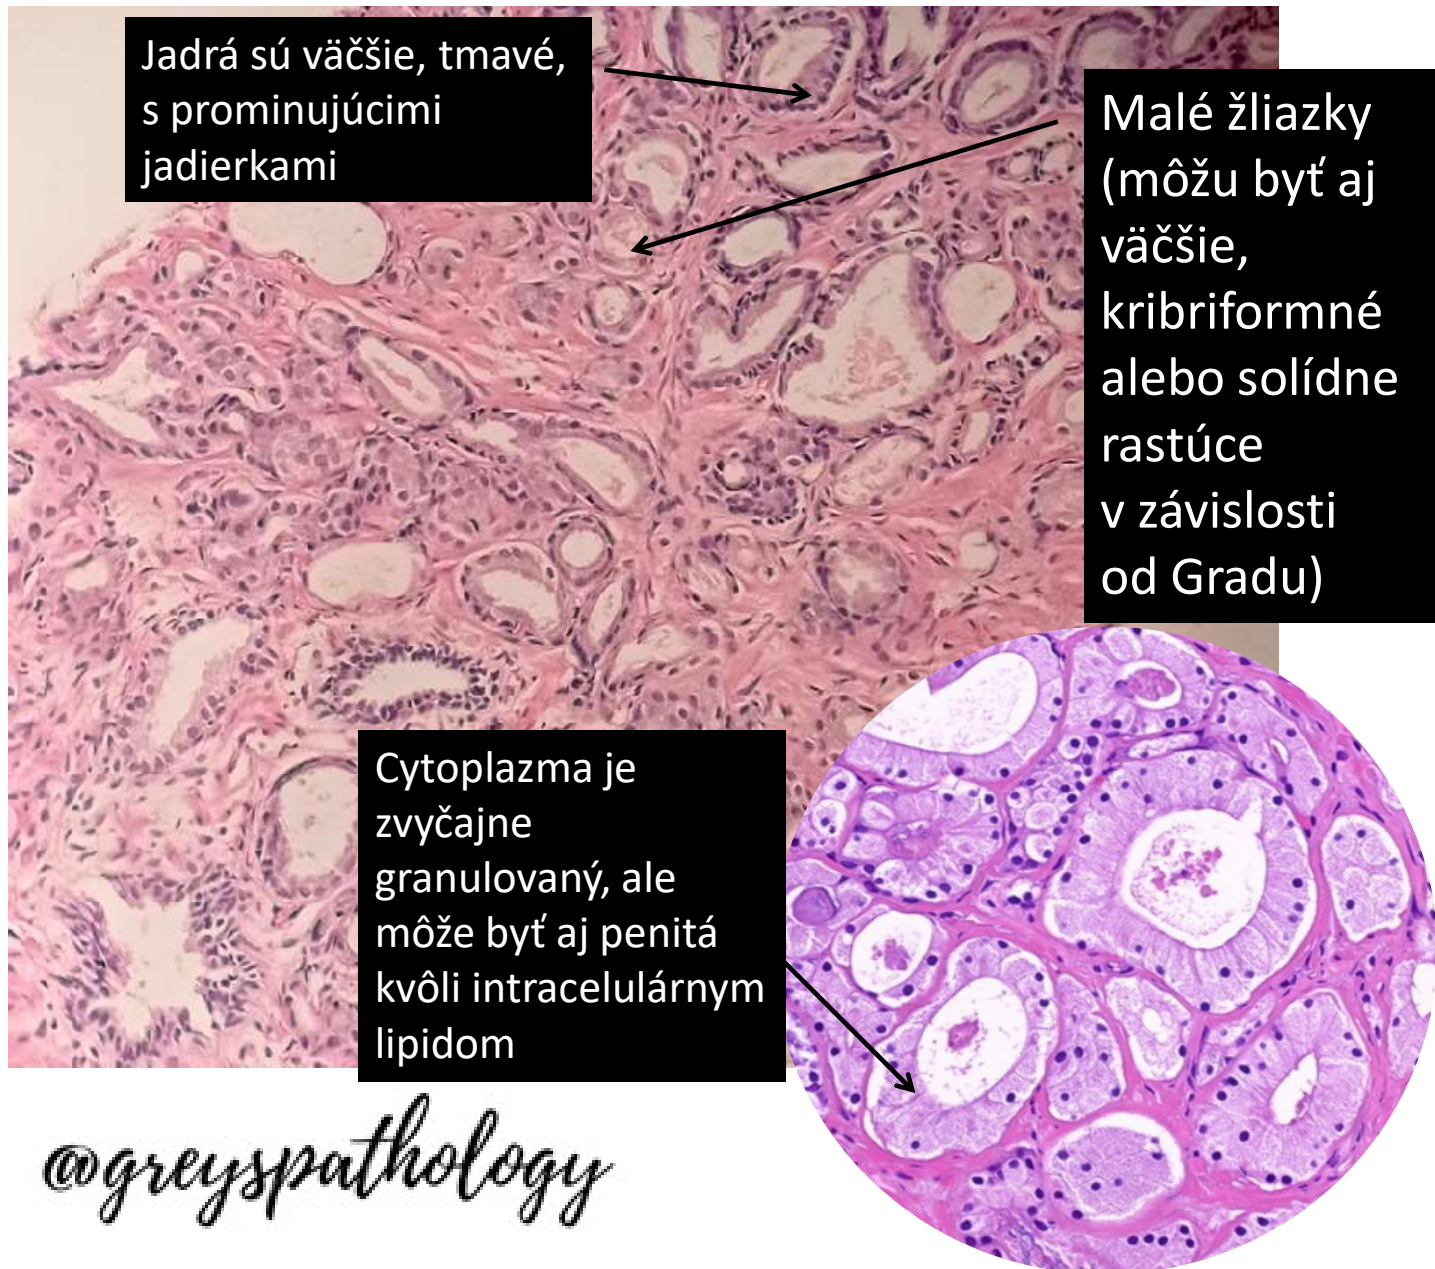 Jadrá sú väčšie, tmavé,
s prominujúcimi
jadierkami
Malé žliazky
(môžu byť aj
väčšie,
kribriformné
alebo solídne
rastúce
v závislosti
od Gradu)
Cytoplazma je
zvyčajne
granulovaný, ale
môže byť aj penitá
kvôli intracelulárnym
lipidom
@greyspathology